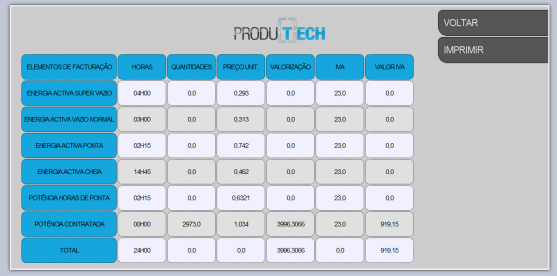 PRODUTECH
VOLTAR
IMPRIMIR
ELEMENTOS DE FACTURAÇÃO HORAS QUANTIDADES PREÇO UNIT. VALORIZAÇÃO IVA VALOR IVA
ENERGIA ACTIVA SUPER VAZIO 04H00 0,0 0,293 0,0 23,0 0,0
ENERGIA ACTIVA VAZIO NORMAL 03H00 0,0 0,313 0,0 23,0 0,0
ENERGIA ACTIVA PONTA 02H15 0,0 0,742 0,0 23,0 0,0
ENERGIA ACTIVA CHEIA 14H45 0,0 0,462 0,0 23,0 0,0
POTÊNCIA HORAS DE PONTA 02H15 0,0 0,6321 0,0 23,0 0,0
POTÊNCIA CONTRATADA 00H00 2973,0 1,034 3996,3066 23,0 919,15
TOTAL 24H00 0,0 0,0 3996,3066 0,0 919,15